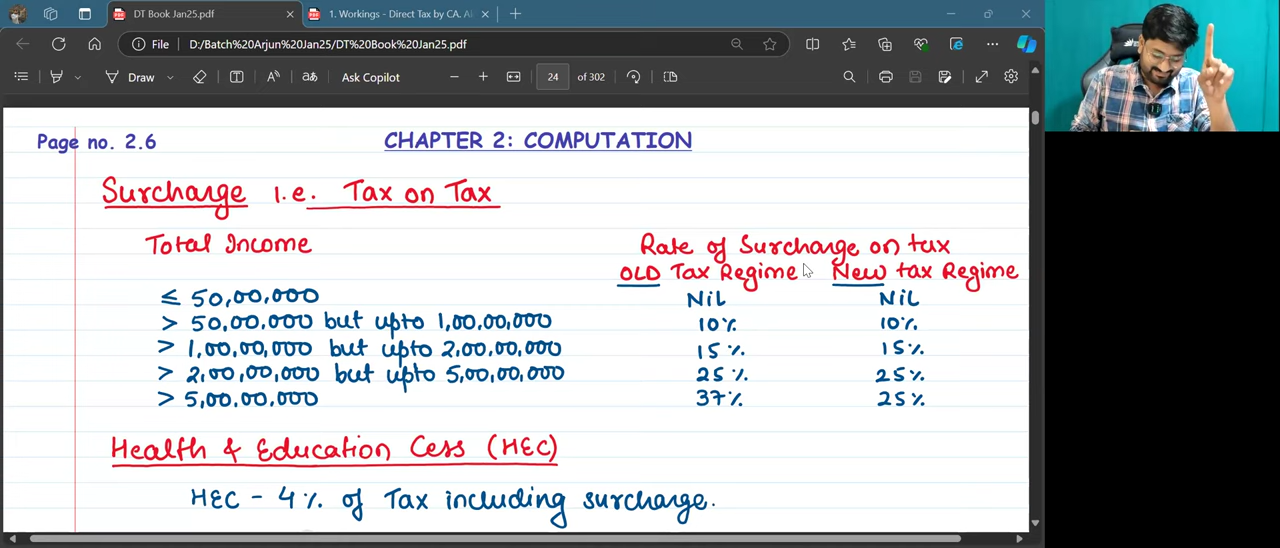 DT Book Jan25.pdf
1. Workings - Direct Tax by CA. Al
File
D:/Batch%20Arjun%20Jan25/DT%20Book%20Jan25.pdf
Draw
Ask Copilot
24 of 302
Page no. 2.6
CHAPTER 2: COMPUTATION
Surcharge i.e. Tax on Tax
Total Income
Rate of Surcharge on tax
OLD Tax Regime New tax Regime
≤ 50,00,000 Nil Nil
> 50,00,000 but upto 1,00,00,000 10% 10%
> 1,00,00,000 but upto 2,00,00,000 15% 15%
> 2,00,00,000 but upto 5,00,00,000 25% 25%
> 5,00,00,000 37% 25%
Health & Education Cess (HEC)
HEC - 4% of Tax including surcharge.